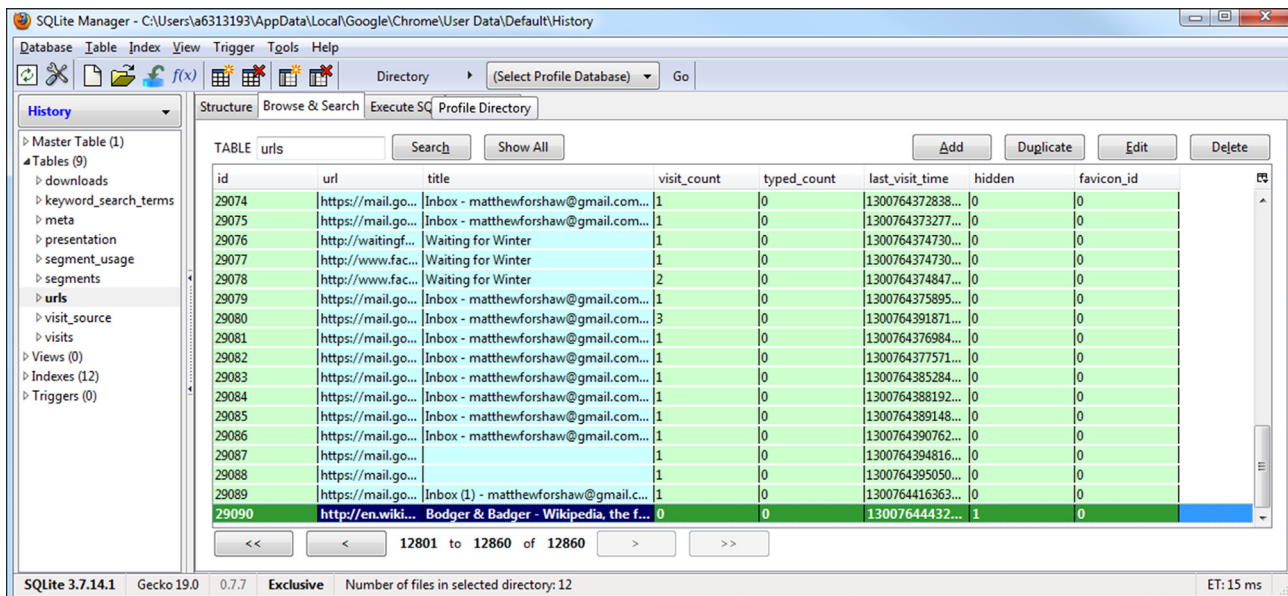 SQLite Manager - C:\Users\a6313193\AppData\Local\Google\Chrome\User Data\Default\History
Database Table Index View Trigger Tools Help
f(x) Directory (Select Profile Database) Go
History
Structure Browse & Search Execute SQ Profile Directory
Master Table (1)
Tables (9)
downloads
keyword_search_terms
meta
presentation
segment_usage
segments
urls
visit_source
visits
Views (0)
Indexes (12)
Triggers (0)
TABLE urls Search Show All Add Duplicate Edit Delete
id url title visit_count typed_count last_visit_time hidden favicon_id
29074 https://mail.go... Inbox - matthewforshaw@gmail.com... 1 0 1300764372838... 0 0
29075 https://mail.go... Inbox - matthewforshaw@gmail.com... 1 0 1300764373277... 0 0
29076 http://waitingf... Waiting for Winter 1 0 1300764374730... 0 0
29077 http://www.fac... Waiting for Winter 1 0 1300764374730... 0 0
29078 http://www.fac... Waiting for Winter 2 0 1300764374847... 0 0
29079 https://mail.go... Inbox - matthewforshaw@gmail.com... 1 0 1300764375895... 0 0
29080 https://mail.go... Inbox - matthewforshaw@gmail.com... 3 0 1300764391871... 0 0
29081 https://mail.go... Inbox - matthewforshaw@gmail.com... 1 0 1300764376984... 0 0
29082 https://mail.go... Inbox - matthewforshaw@gmail.com... 1 0 1300764377571... 0 0
29083 https://mail.go... Inbox - matthewforshaw@gmail.com... 1 0 1300764385284... 0 0
29084 https://mail.go... Inbox - matthewforshaw@gmail.com... 1 0 1300764388192... 0 0
29085 https://mail.go... Inbox - matthewforshaw@gmail.com... 1 0 1300764389148... 0 0
29086 https://mail.go... Inbox - matthewforshaw@gmail.com... 1 0 1300764390762... 0 0
29087 https://mail.go... 1 0 1300764394816... 0 0
29088 https://mail.go... 1 0 1300764395050... 0 0
29089 https://mail.go... Inbox (1) - matthewforshaw@gmail.c... 1 0 1300764416363... 0 0
29090 http://en.wiki... Bodger & Badger - Wikipedia, the f... 0 0 13007644432... 1 0
<< < 12801 to 12860 of 12860 > >>
SQLite 3.7.14.1 Gecko 19.0 0.7.7 Exclusive Number of files in selected directory: 12 ET: 15 ms